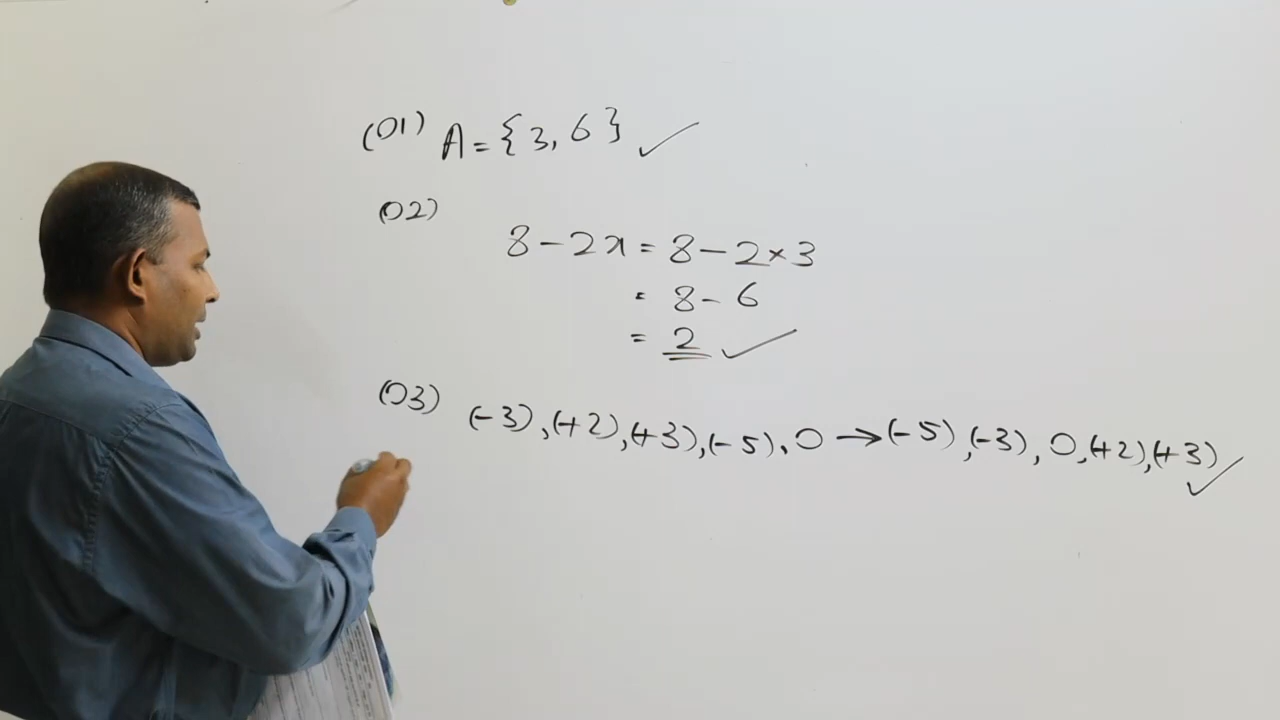 (01) A = {3, 6} ✓
(02)
8 - 2x = 8 - 2 × 3
= 8 - 6
= 2 ✓
(03) (-3), (+2), (+3), (-5), 0 → (-5), (-3), 0, (+2), (+3) ✓